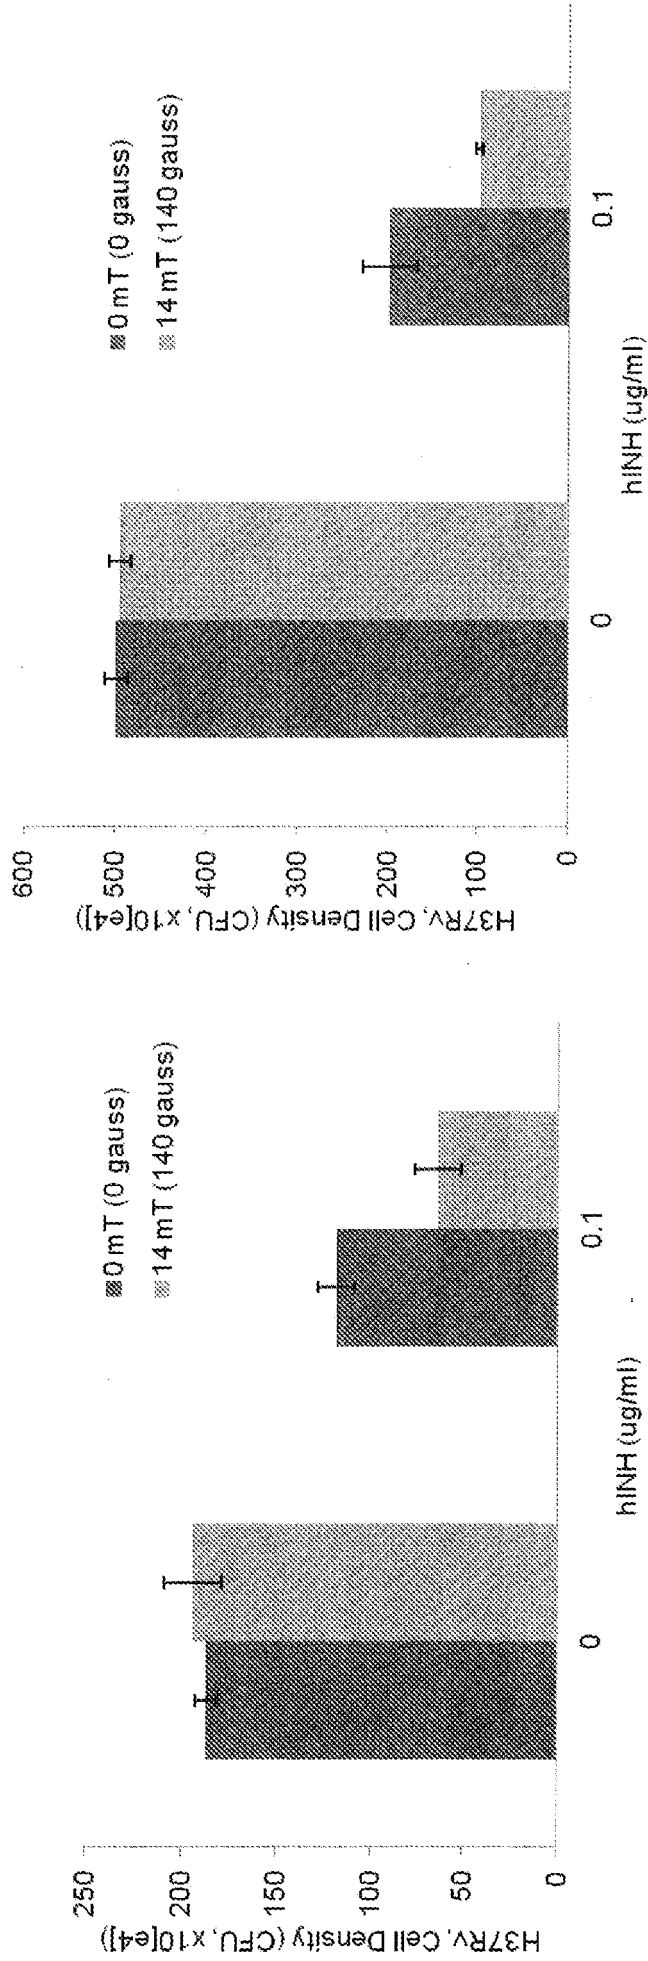 250
200
150
100
50
0
H37Rv, Cell Density (CFU, x10[e4])
0 mT (0 gauss)
14 mT (140 gauss)
0
0.1
hINH (ug/ml)
600
500
400
300
200
100
0
H37Rv, Cell Density (CFU, x10[e4])
0 mT (0 gauss)
14 mT (140 gauss)
0
0.1
hINH (ug/ml)